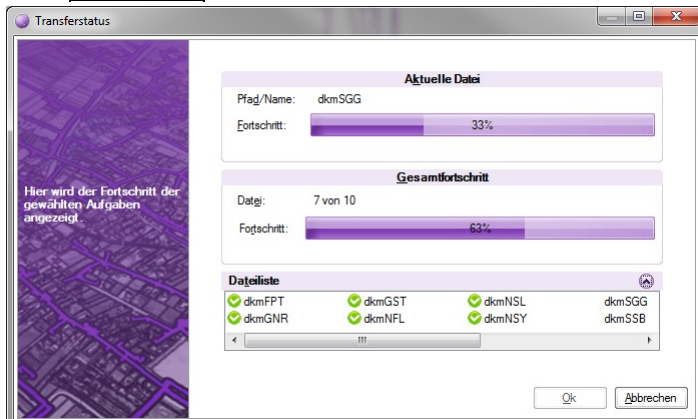 Transferstatus
Aktuelle Datei
Pfad/Name: dkmSGG
Fortschritt: 33%
Hier wird der Fortschritt der
gewählten Aufgaben
angezeigt.
Gesamtfortschritt
Datei: 7 von 10
Fortschritt: 63%
Dateiliste
dkmFPT dkmGST dkmNSL dkmSGG
dkmGNR dkmNFL dkmNSY dkmSSB
Ok Abbrechen